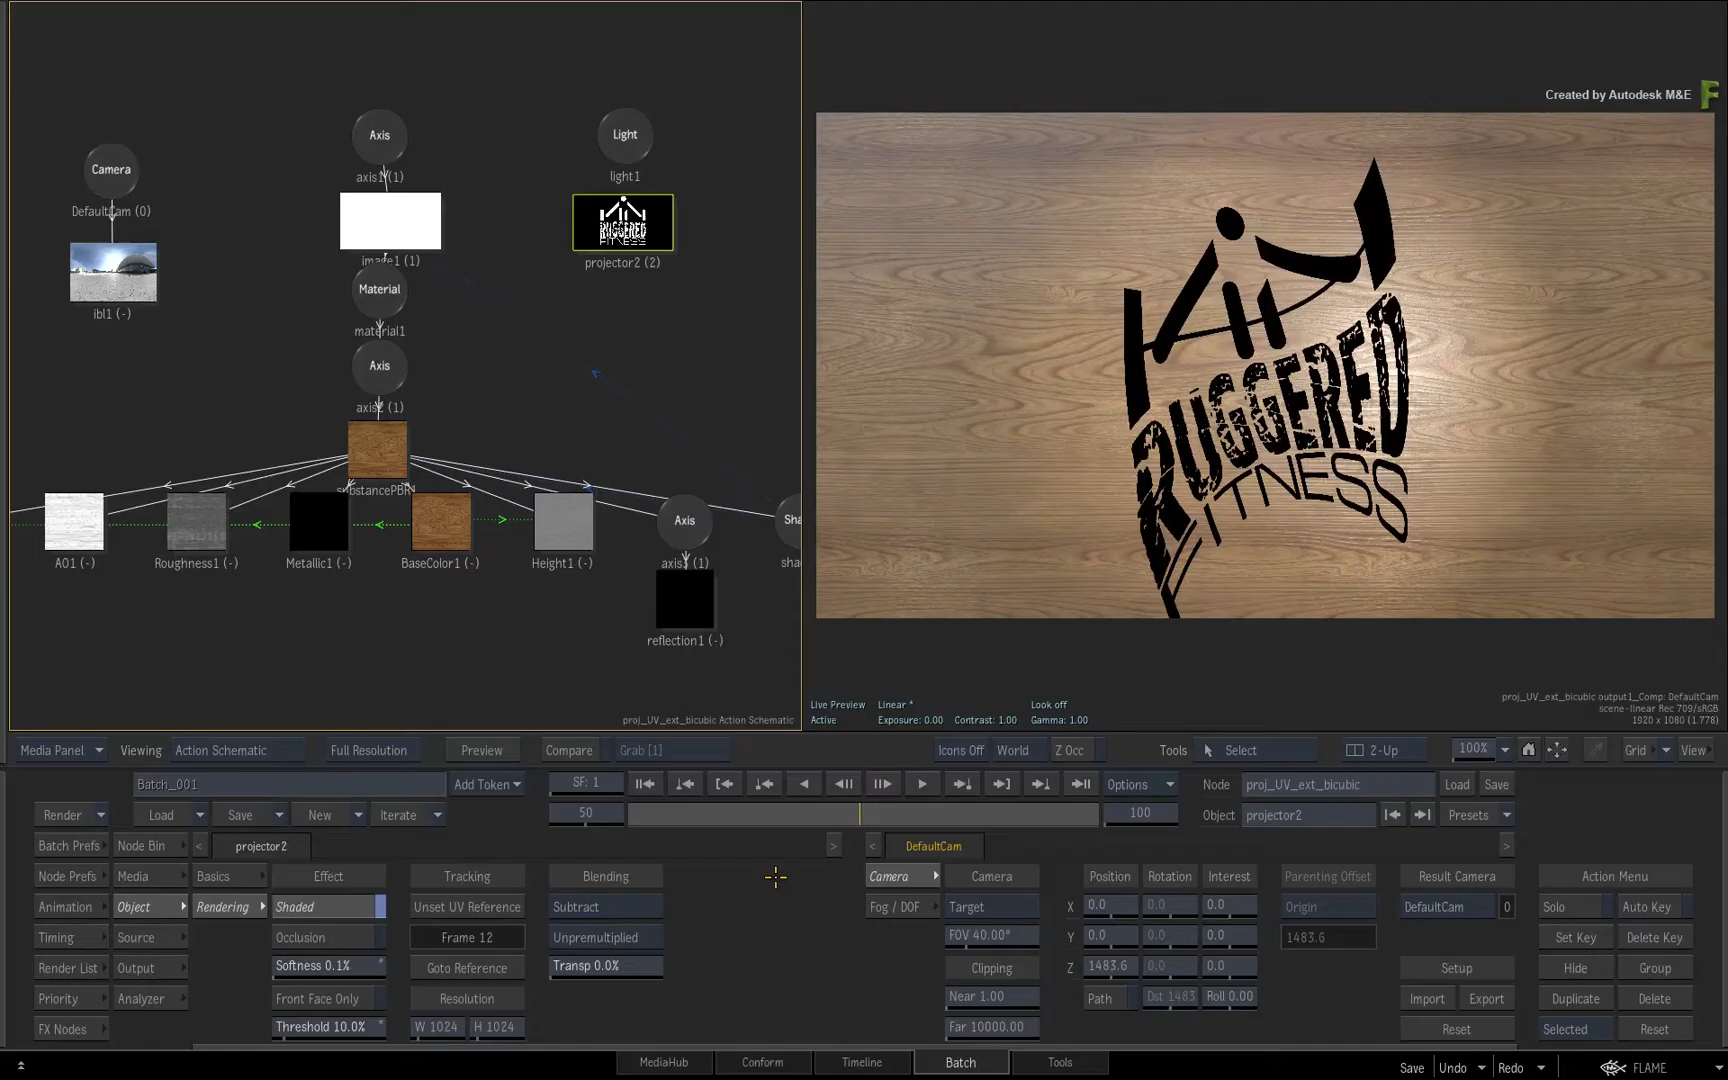 Created by Autodesk M&E
Axis
axis1 (1)
Light
light1
Camera
DefaultCam (0)
RUGGERED
FITNESS
image1 (1)
projector2 (2)
Material
material1
ibl1 (-)
Axis
axis2 (1)
RUGGERED
FITNESS
substancePBR
Axis
AO1 (-)
Roughness1 (-)
Metallic1 (-)
BaseColor1 (-)
Height1 (-)
axis3 (1)
reflection1 (-)
proj_UV_ext_bicubic Action Schematic
Live Preview Linear * Look off
Active Exposure: 0.00 Contrast: 1.00 Gamma: 1.00
proj_UV_ext_bicubic output1_Comp: DefaultCam
scene-linear Rec 709/sRGB
1920 x 1080 (1.778)
Media Panel Viewing Action Schematic Full Resolution Preview Compare Grab [1] Icons Off World Z Occ Tools Select 2-Up 100% Grid View
Batch_001 Add Token SF: 1 Options Node proj_UV_ext_bicubic Load Save
Render Load Save New Iterate 50 100 Object projector2 Presets
Batch Prefs Node Bin < projector2 > < DefaultCam >
Node Prefs Media Basics Effect Tracking Blending Camera Camera Position Rotation Interest Parenting Offset Result Camera Action Menu
Animation Object Rendering Shaded Unset UV Reference Subtract Fog / DOF Target X 0.0 0.0 0.0 Origin DefaultCam 0 Solo Auto Key
Timing Source Occlusion Frame 12 Unpremultiplied FOV 40.00° Y 0.0 0.0 0.0 1483.6 Set Key Delete Key
Render List Output Softness 0.1% Goto Reference Transp 0.0% Clipping Z 1483.6 0.0 0.0 Setup Hide Group
Priority Analyzer Front Face Only Resolution Near 1.00 Path Dst 1483 Roll 0.00 Import Export Duplicate Delete
FX Nodes Threshold 10.0% W 1024 H 1024 Far 10000.00 Reset Selected Reset
MediaHub Conform Timeline Batch Tools Save Undo Redo FLAME